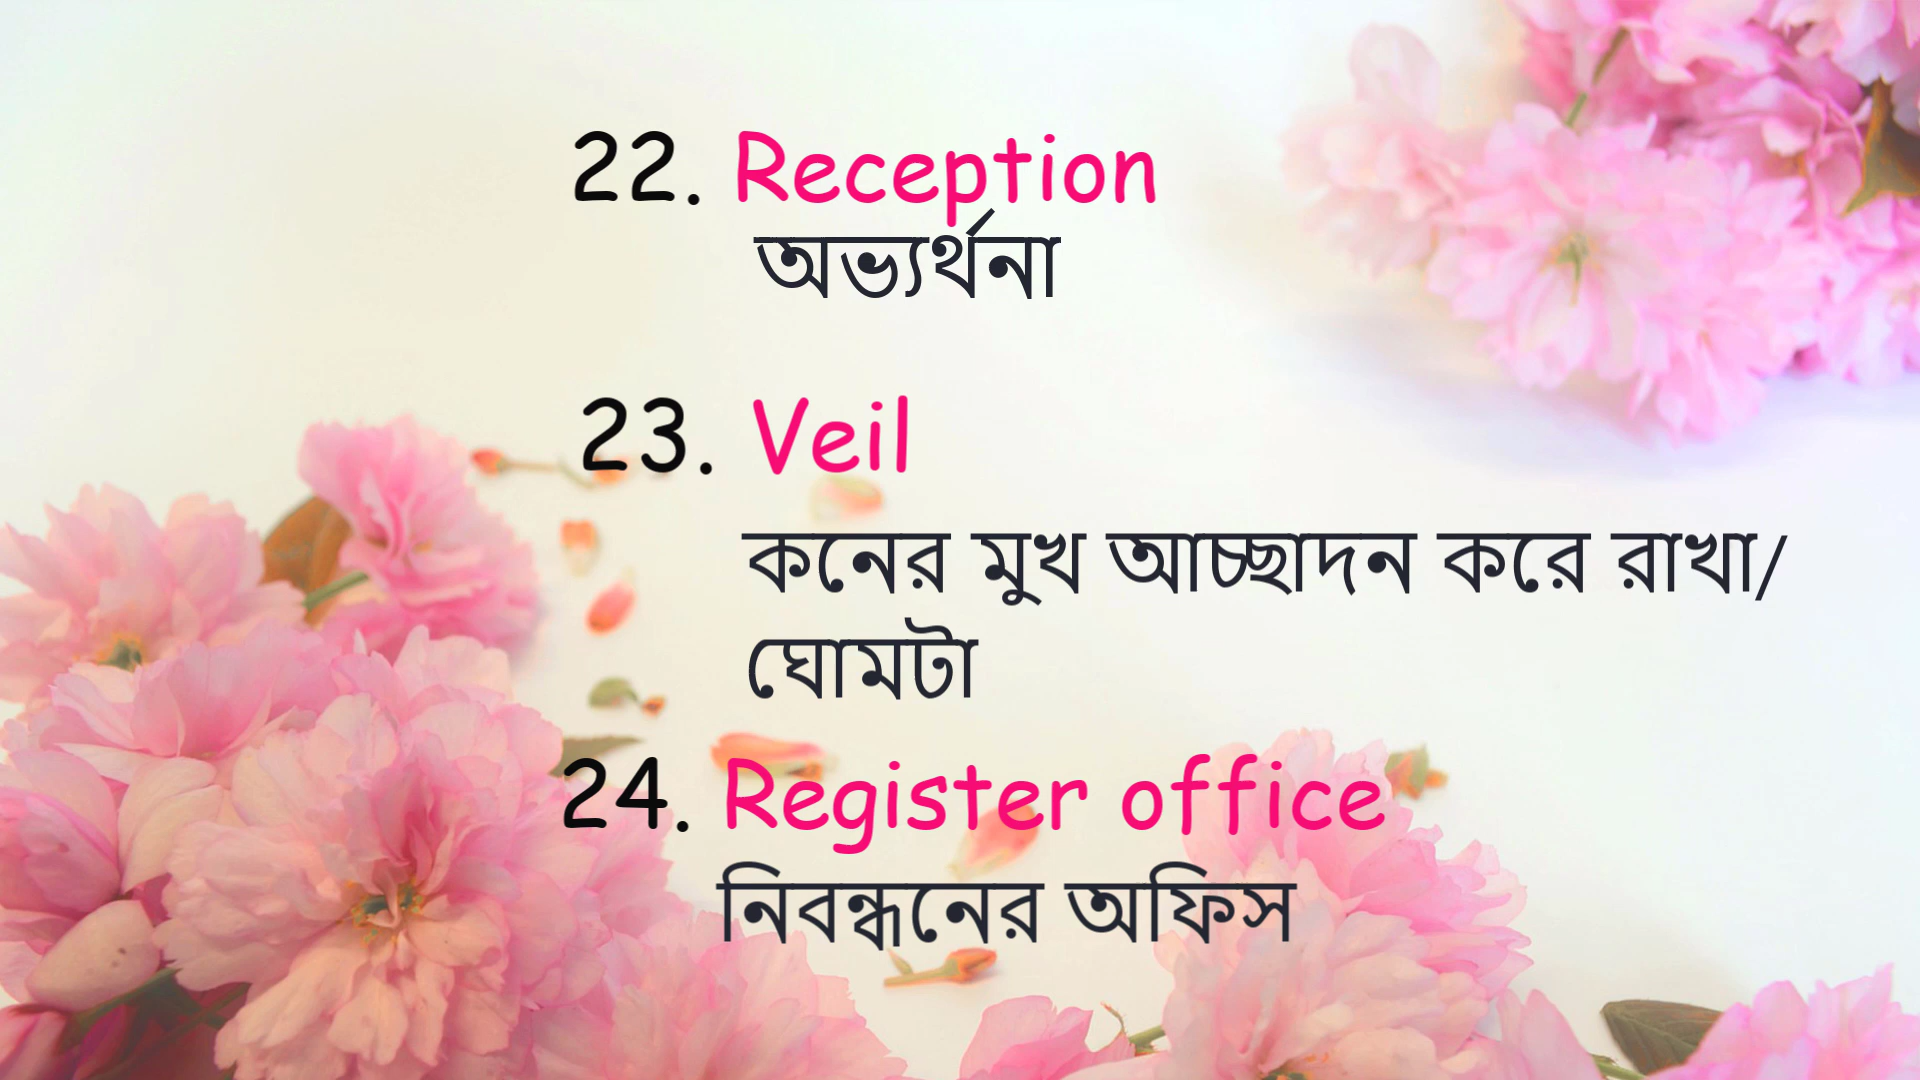 22. Reception
অভ্যর্থনা
23. Veil
কনের মুখ আচ্ছাদন করে রাখা/
ঘোমটা
24. Register office
নিবন্ধনের অফিস